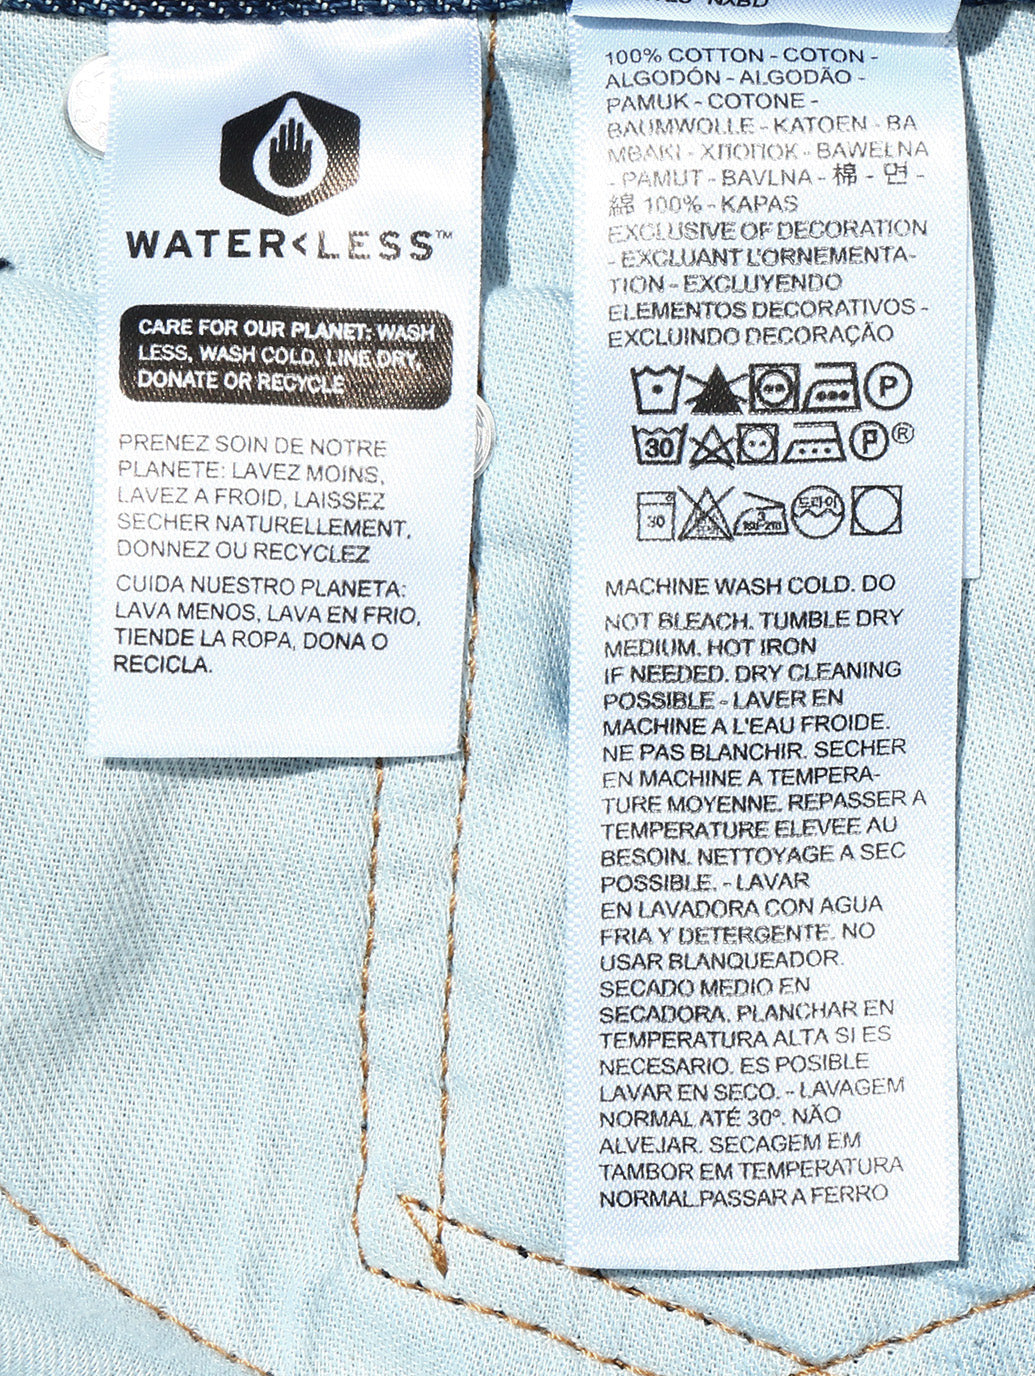 WATER<LESS™
CARE FOR OUR PLANET: WASH
LESS, WASH COLD, LINE DRY,
DONATE OR RECYCLE
PRENEZ SOIN DE NOTRE
PLANETE: LAVEZ MOINS,
LAVEZ A FROID, LAISSEZ
SECHER NATURELLEMENT,
DONNEZ OU RECYCLEZ
CUIDA NUESTRO PLANETA:
LAVA MENOS, LAVA EN FRIO,
TIENDE LA ROPA, DONA O
RECICLA.
NXBD
100% COTTON - COTON -
ALGODÓN - ALGODÃO -
PAMUK - COTONE -
BAUMWOLLE - KATOEN - BA
MBAKI - ХЛОПОК - BAWEŁNA
- PAMUT - BAVLNA - 棉 - 면 -
綿 100% - KAPAS
EXCLUSIVE OF DECORATION
- EXCLUANT L'ORNEMENTA-
TION - EXCLUYENDO
ELEMENTOS DECORATIVOS -
EXCLUINDO DECORAÇÃO
P
30 P ®
30 3 드라이
MACHINE WASH COLD. DO
NOT BLEACH. TUMBLE DRY
MEDIUM. HOT IRON
IF NEEDED. DRY CLEANING
POSSIBLE - LAVER EN
MACHINE A L'EAU FROIDE.
NE PAS BLANCHIR. SECHER
EN MACHINE A TEMPERA-
TURE MOYENNE. REPASSER A
TEMPERATURE ELEVEE AU
BESOIN. NETTOYAGE A SEC
POSSIBLE. - LAVAR
EN LAVADORA CON AGUA
FRIA Y DETERGENTE. NO
USAR BLANQUEADOR.
SECADO MEDIO EN
SECADORA. PLANCHAR EN
TEMPERATURA ALTA SI ES
NECESARIO. ES POSIBLE
LAVAR EN SECO. - LAVAGEM
NORMAL ATÉ 30º. NÃO
ALVEJAR. SECAGEM EM
TAMBOR EM TEMPERATURA
NORMAL.PASSAR A FERRO